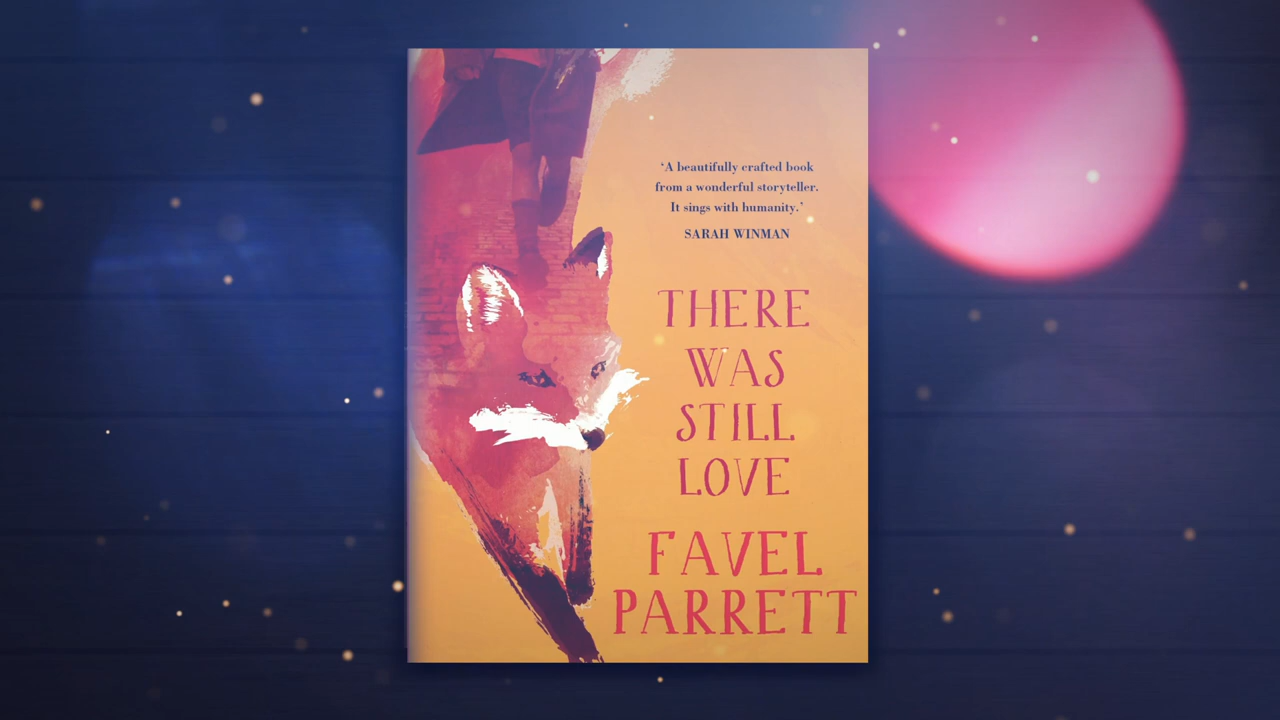 ‘A beautifully crafted book
from a wonderful storyteller.
It sings with humanity.’
SARAH WINMAN
THERE
WAS
STILL
LOVE
FAVEL
PARRETT